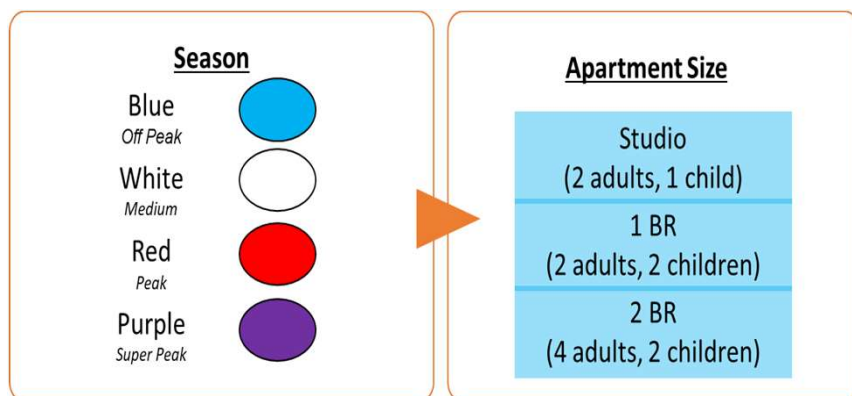 Season
Blue
Off Peak
White
Medium
Red
Peak
Purple
Super Peak
Apartment Size
Studio
(2 adults, 1 child)
1 BR
(2 adults, 2 children)
2 BR
(4 adults, 2 children)